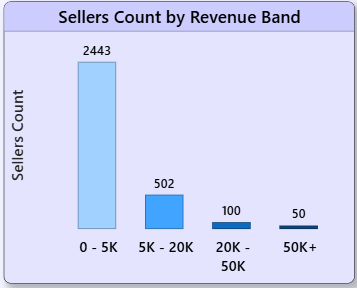 Sellers Count by Revenue Band
2443
502
100
50
Sellers Count
0 - 5K
5K - 20K
20K -
50K
50K+